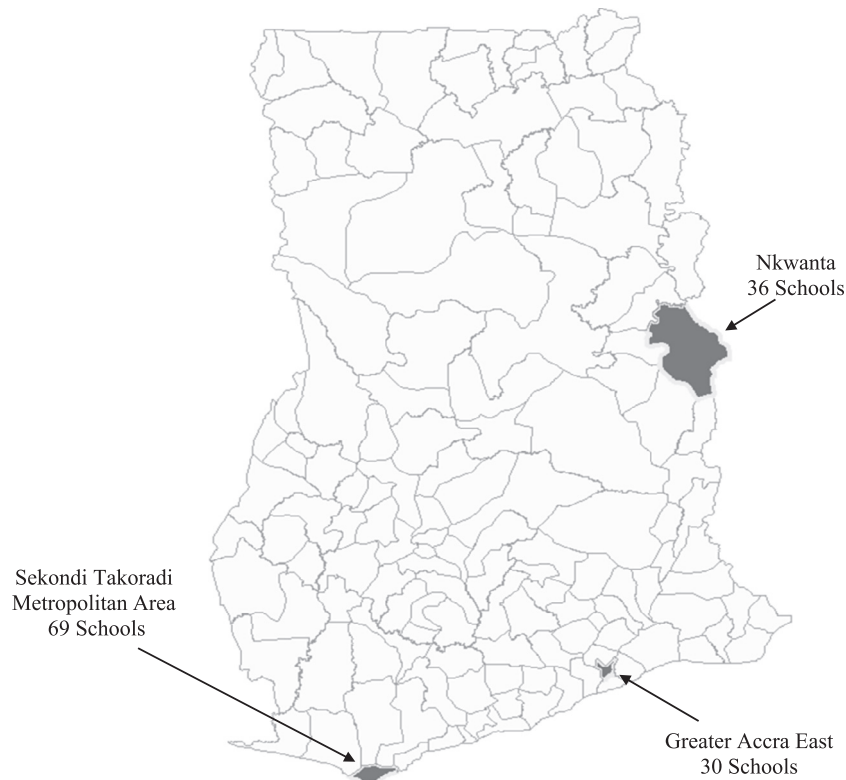 Nkwanta
36 Schools
Sekondi Takoradi
Metropolitan Area
69 Schools
Greater Accra East
30 Schools